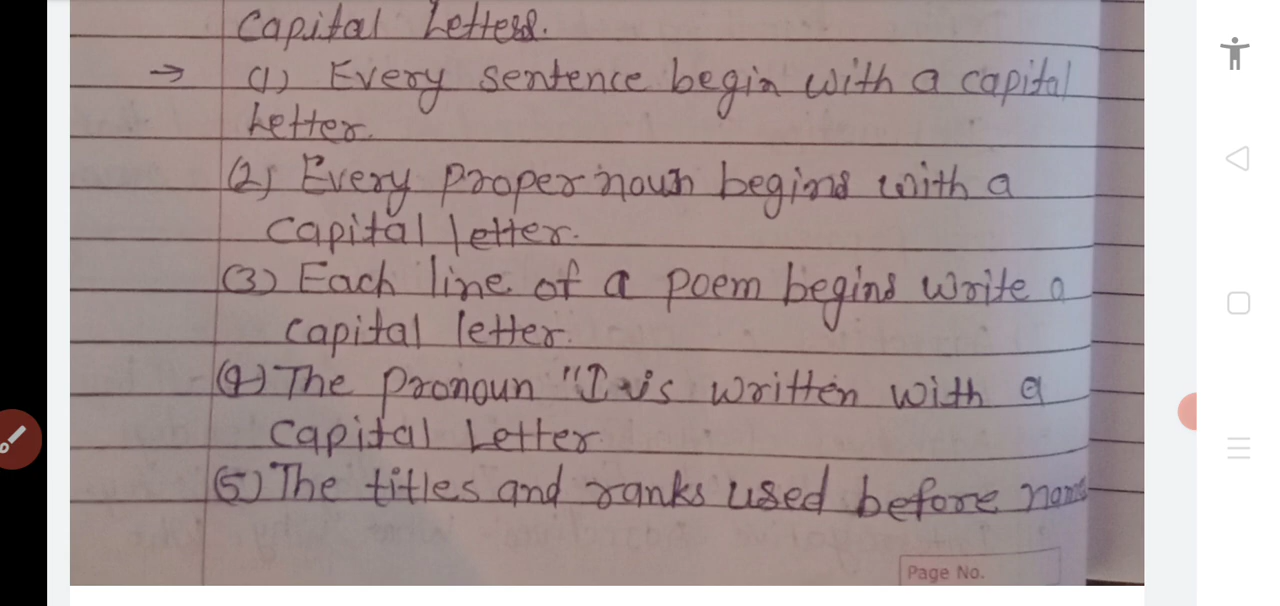 Capital Letters.
→ (1) Every sentence begin with a capital
Letter.
(2) Every proper noun begins with a
capital letter.
(3) Each line of a poem begins write a
capital letter.
(4) The pronoun "I" is written with a
capital Letter
(5) The titles and ranks used before
Page No.